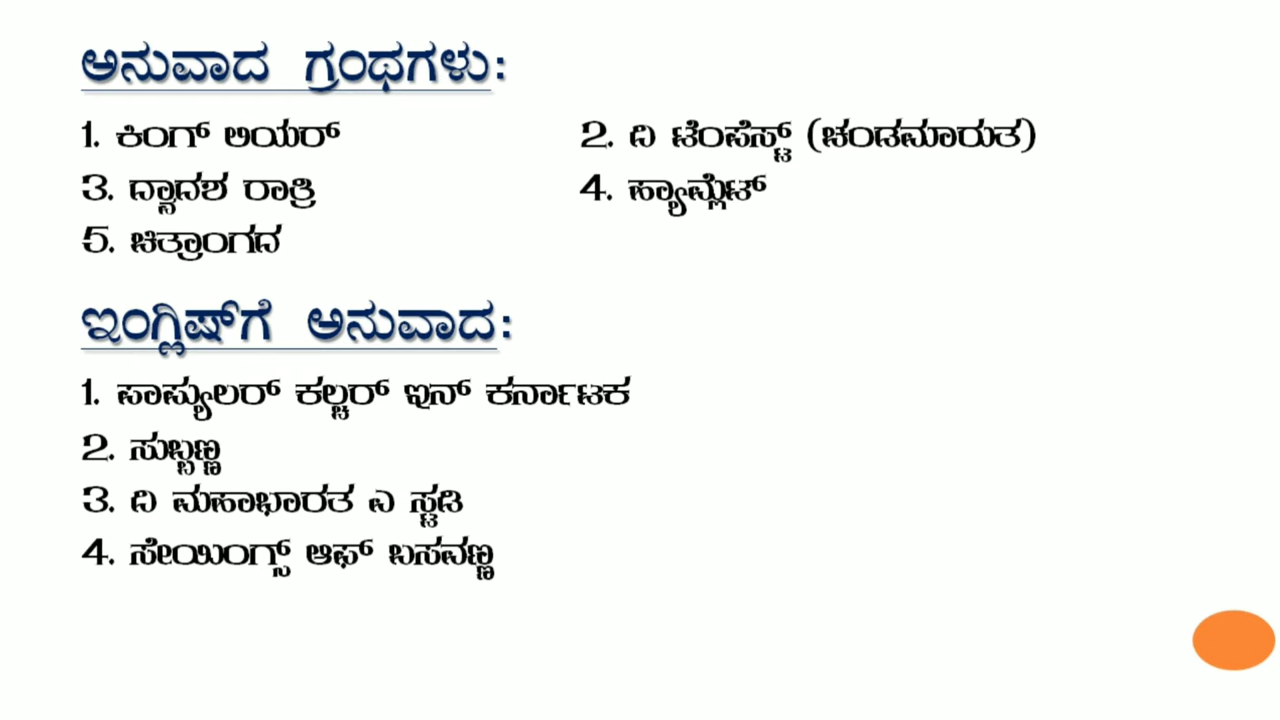 ಅನುವಾದ ಗ್ರಂಥಗಳು:
1. ಕಿಂಗ್ ಲಿಯರ್ 2. ದಿ ಟೆಂಪೆಸ್ಟ್ (ಚಂಡಮಾರುತ)
3. ದ್ವಾದಶ ರಾತ್ರಿ 4. ಹ್ಯಾಮ್ಲೆಟ್
5. ಚಿತ್ರಾಂಗದ
ಇಂಗ್ಲಿಷ್‌ಗೆ ಅನುವಾದ:
1. ಪಾಪ್ಯುಲರ್ ಕಲ್ಚರ್ ಇನ್ ಕರ್ನಾಟಕ
2. ಸುಬ್ಬಣ್ಣ
3. ದಿ ಮಹಾಭಾರತ ಎ ಸ್ಟಡಿ
4. ಸೇಯಿಂಗ್ಸ್ ಆಫ್ ಬಸವಣ್ಣ